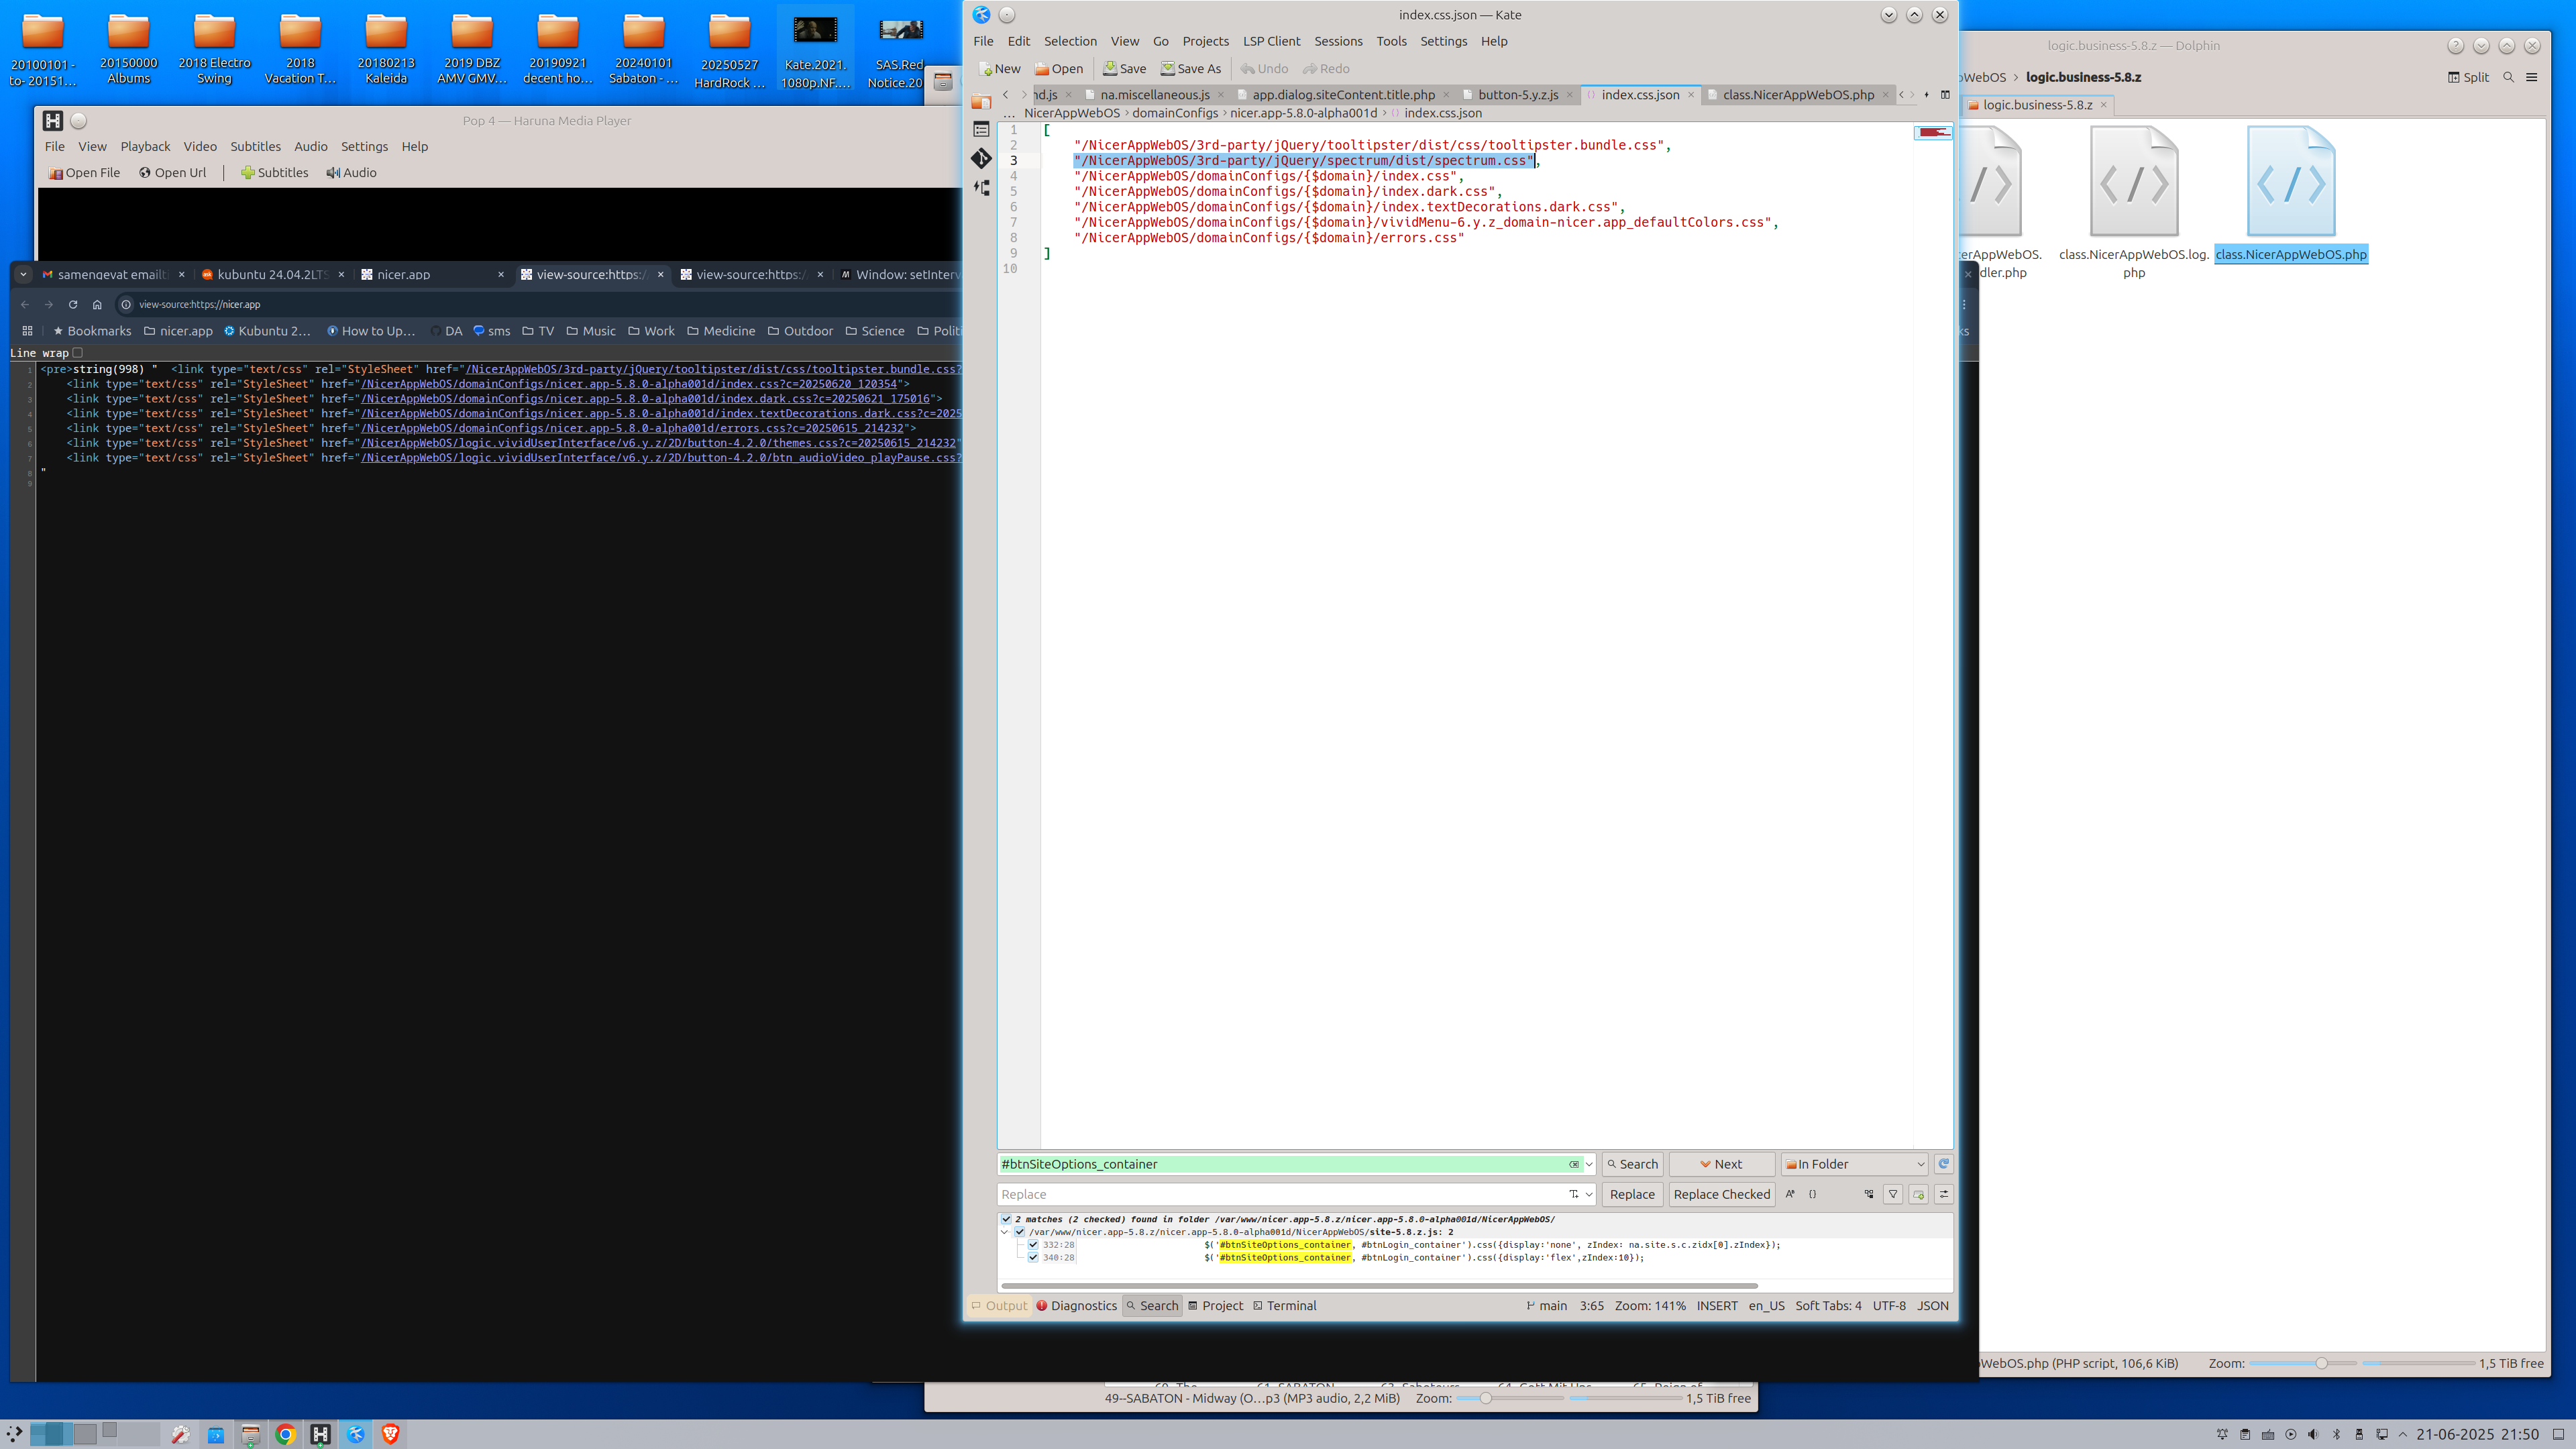 20100101 -
to- 20151...
20150000
Albums
2018 Electro
Swing
2018
Vacation T...
20180213
Kaleida
2019 DBZ
AMV GMV...
20190921
decent ho...
20240101
Sabaton - ...
20250527
HardRock ...
Kate.2021.
1080p.NF....
SAS.Red
Notice.20
Pop 4 — Haruna Media Player
File View Playback Video Subtitles Audio Settings Help
Open File Open Url Subtitles Audio
samengevat emailt
kubuntu 24.04.2LTS
nicer.app
view-source:https:/
view-source:https:/
Window: setInterv
view-source:https://nicer.app
Bookmarks nicer.app Kubuntu 2... How to Up... DA sms TV Music Work Medicine Outdoor Science Politi
Line wrap
1 <pre>string(998) "  <link type="text/css" rel="StyleSheet" href="/NicerAppWebOS/3rd-party/jQuery/tooltipster/dist/css/tooltipster.bundle.css?
2 <link type="text/css" rel="StyleSheet" href="/NicerAppWebOS/domainConfigs/nicer.app-5.8.0-alpha001d/index.css?c=20250620_120354">
3 <link type="text/css" rel="StyleSheet" href="/NicerAppWebOS/domainConfigs/nicer.app-5.8.0-alpha001d/index.dark.css?c=20250621_175016">
4 <link type="text/css" rel="StyleSheet" href="/NicerAppWebOS/domainConfigs/nicer.app-5.8.0-alpha001d/index.textDecorations.dark.css?c=2025
5 <link type="text/css" rel="StyleSheet" href="/NicerAppWebOS/domainConfigs/nicer.app-5.8.0-alpha001d/errors.css?c=20250615_214232">
6 <link type="text/css" rel="StyleSheet" href="/NicerAppWebOS/logic.vividUserInterface/v6.y.z/2D/button-4.2.0/themes.css?c=20250615_214232"
7 <link type="text/css" rel="StyleSheet" href="/NicerAppWebOS/logic.vividUserInterface/v6.y.z/2D/button-4.2.0/btn_audioVideo_playPause.css?
8 "
9
index.css.json — Kate
File Edit Selection View Go Projects LSP Client Sessions Tools Settings Help
New Open Save Save As Undo Redo
nd.js na.miscellaneous.js app.dialog.siteContent.title.php button-5.y.z.js index.css.json class.NicerAppWebOS.php
... NicerAppWebOS › domainConfigs › nicer.app-5.8.0-alpha001d › index.css.json
1 [
2 "/NicerAppWebOS/3rd-party/jQuery/tooltipster/dist/css/tooltipster.bundle.css",
3 "/NicerAppWebOS/3rd-party/jQuery/spectrum/dist/spectrum.css",
4 "/NicerAppWebOS/domainConfigs/{$domain}/index.css",
5 "/NicerAppWebOS/domainConfigs/{$domain}/index.dark.css",
6 "/NicerAppWebOS/domainConfigs/{$domain}/index.textDecorations.dark.css",
7 "/NicerAppWebOS/domainConfigs/{$domain}/vividMenu-6.y.z_domain-nicer.app_defaultColors.css",
8 "/NicerAppWebOS/domainConfigs/{$domain}/errors.css"
9 ]
10
#btnSiteOptions_container Search Next In Folder
Replace Replace Replace Checked
2 matches (2 checked) found in folder /var/www/nicer.app-5.8.z/nicer.app-5.8.0-alpha001d/NicerAppWebOS/
/var/www/nicer.app-5.8.z/nicer.app-5.8.0-alpha001d/NicerAppWebOS/site-5.8.z.js: 2
332:28 $('#btnSiteOptions_container, #btnLogin_container').css({display:'none', zIndex: na.site.s.c.zidx[0].zIndex});
340:28 $('#btnSiteOptions_container, #btnLogin_container').css({display:'flex',zIndex:10});
Output Diagnostics Search Project Terminal main 3:65 Zoom: 141% INSERT en_US Soft Tabs: 4 UTF-8 JSON
logic.business-5.8.z — Dolphin
WebOS › logic.business-5.8.z Split
logic.business-5.8.z
erAppWebOS.
dler.php
class.NicerAppWebOS.log.
php
class.NicerAppWebOS.php
ks
pWebOS.php (PHP script, 106,6 KiB) Zoom: 1,5 TiB free
49--SABATON - Midway (O...p3 (MP3 audio, 2,2 MiB) Zoom: 1,5 TiB free
21-06-2025 21:50